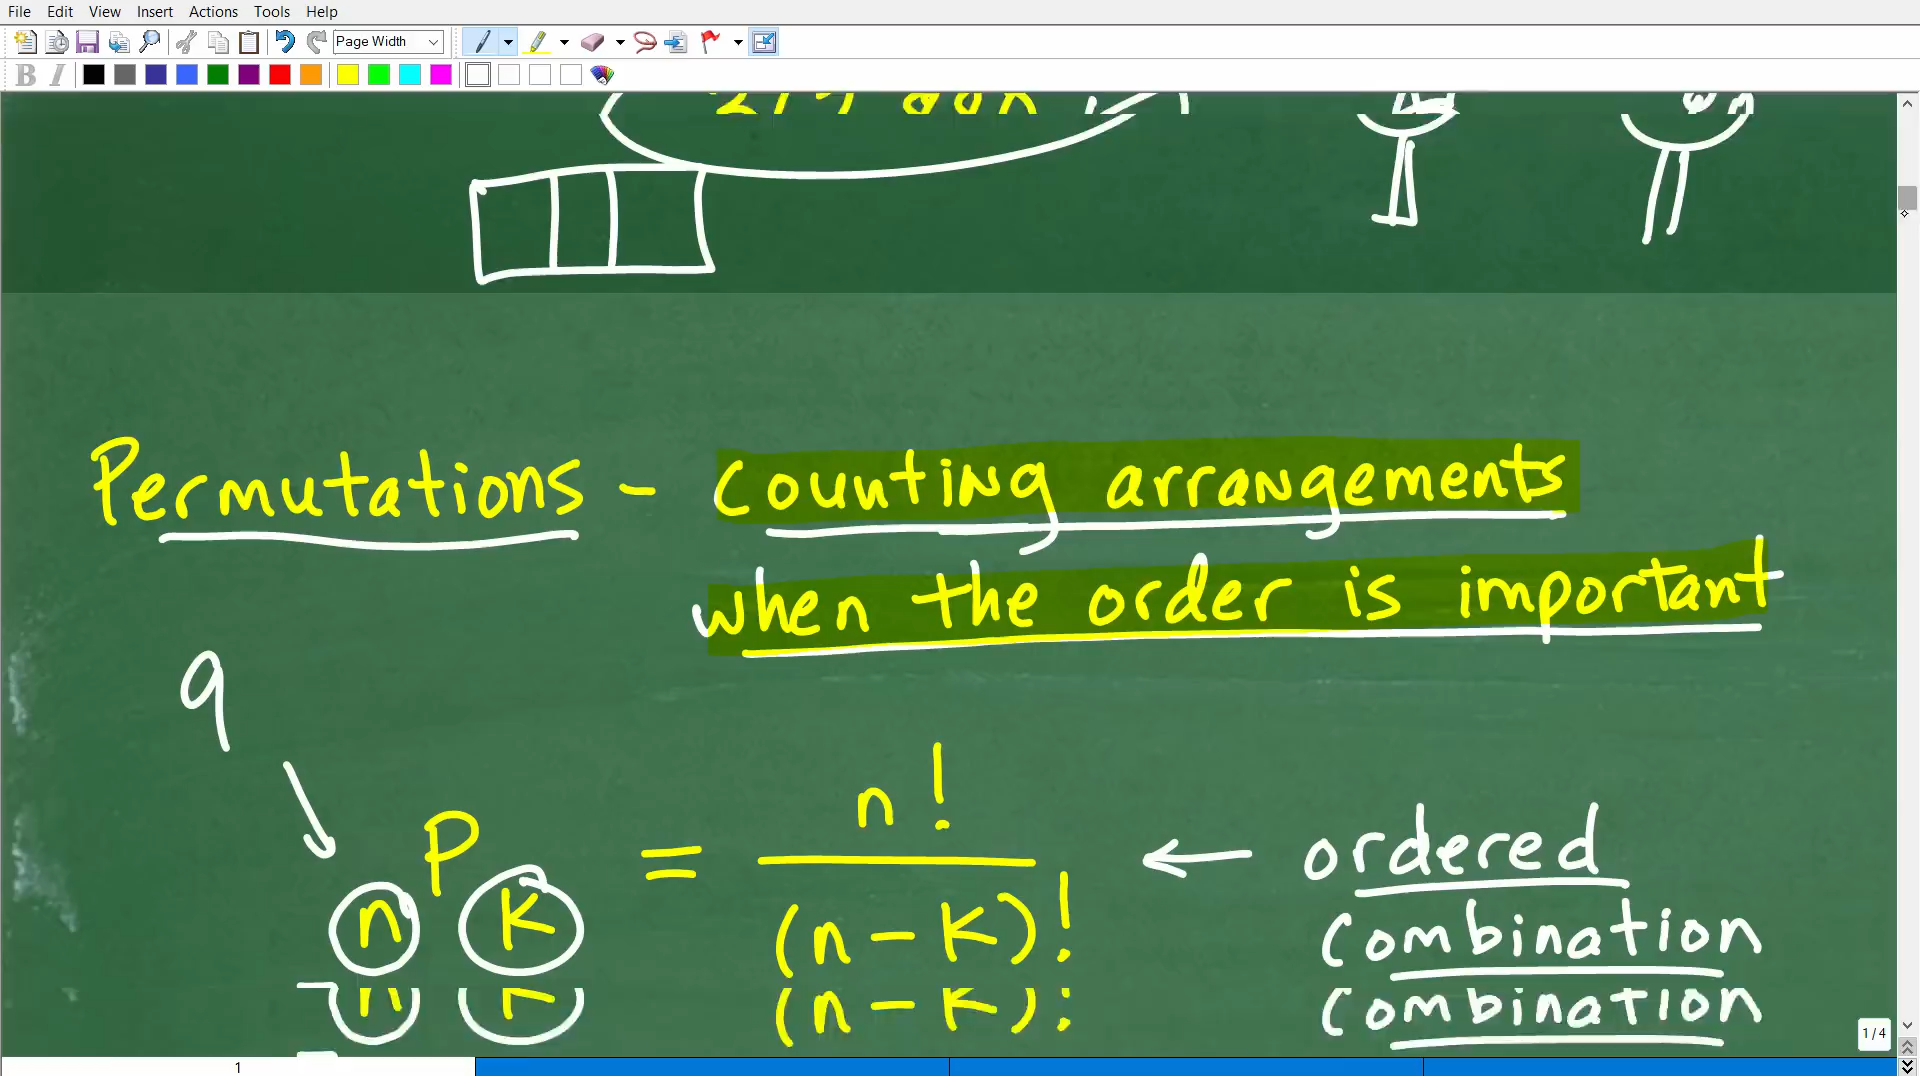 File Edit View Insert Actions Tools Help
Page Width
B I
Permutations - Counting arrangements
when the order is important
9
n P k = n! / (n - k)! ← ordered
combination
(n - k)! combination
1 / 4
1